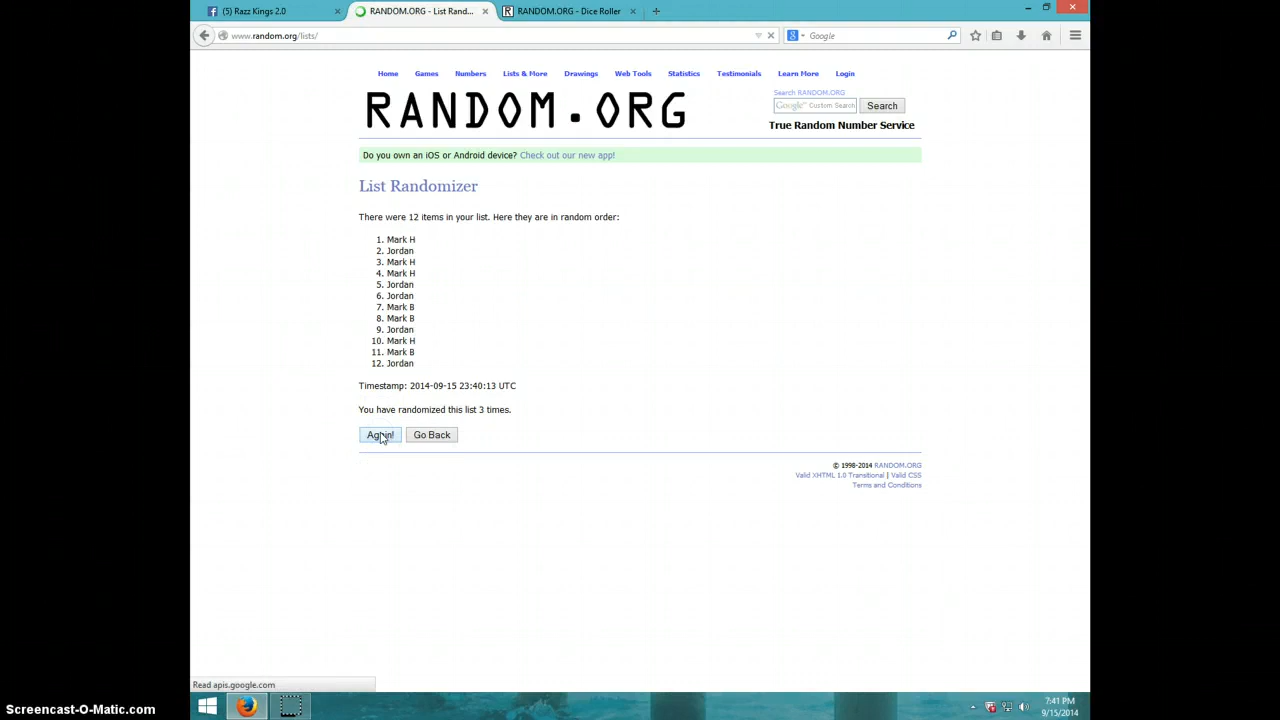 (5) Razz Kings 2.0
RANDOM.ORG - List Rand...
RANDOM.ORG - Dice Roller
www.random.org/lists/
Google
Home Games Numbers Lists & More Drawings Web Tools Statistics Testimonials Learn More Login
RANDOM.ORG
Search RANDOM.ORG
Google™ Custom Search
Search
True Random Number Service
Do you own an iOS or Android device? Check out our new app!
List Randomizer
There were 12 items in your list. Here they are in random order:
1. Mark H
2. Jordan
3. Mark H
4. Mark H
5. Jordan
6. Jordan
7. Mark B
8. Mark B
9. Jordan
10. Mark H
11. Mark B
12. Jordan
Timestamp: 2014-09-15 23:40:13 UTC
You have randomized this list 3 times.
Again! Go Back
© 1998-2014 RANDOM.ORG
Valid XHTML 1.0 Transitional | Valid CSS
Terms and Conditions
Read apis.google.com
7:41 PM
9/15/2014
Screencast-O-Matic.com